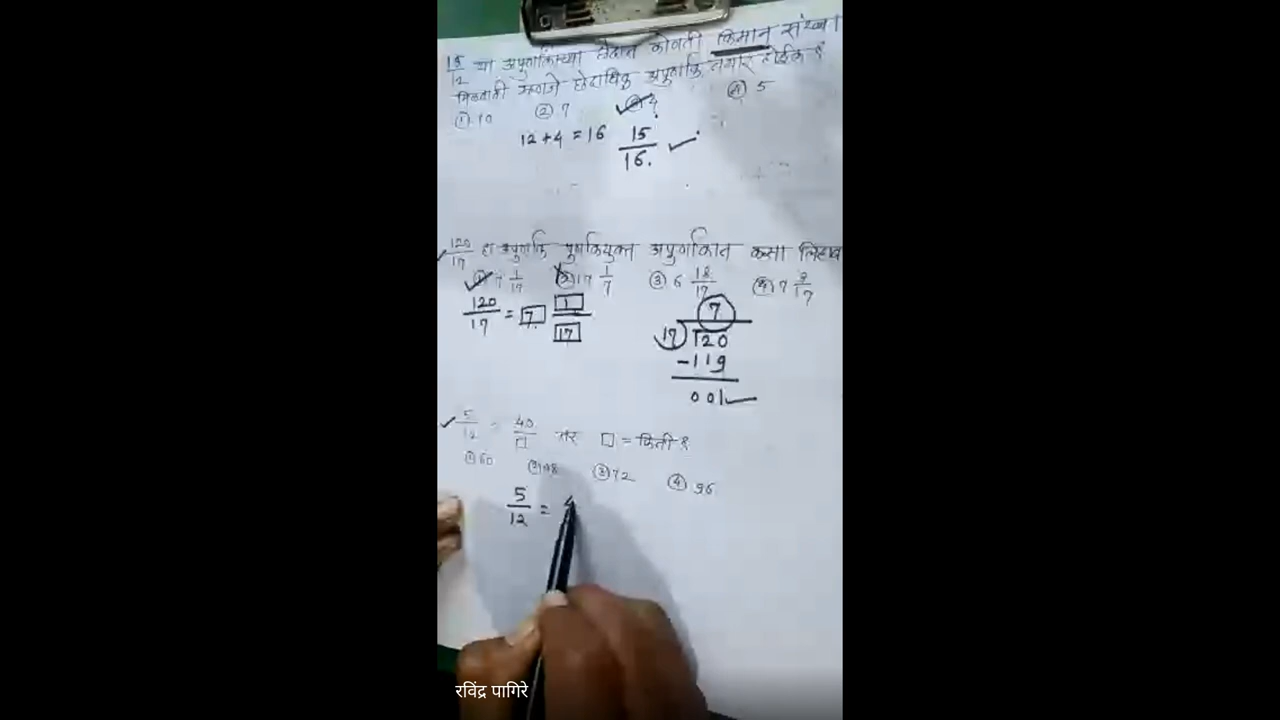 15/12 या अपुर्णांकाच्या छेदात कोणती किमान संख्या
मिळवावी म्हणजे छेदाधिक अपुर्णांक तयार होईल ?
① 10 ② 7 ③ 4 ④ 5
12 + 4 = 16 15/16.
120/17 हा अपुर्णांक पुर्णांकयुक्त अपुर्णांकात कसा लिहाव
① 7 1/17 ② 17 1/7 ③ 6 18/17 ④ 7 3/17
120/17 = 7 1/17
7
17 120
-119
001
5/12 = 40/□ तर □ = किती ?
① 60 ② 48 ③ 72 ④ 96
5/12 = 4
रविंद्र पागिरे